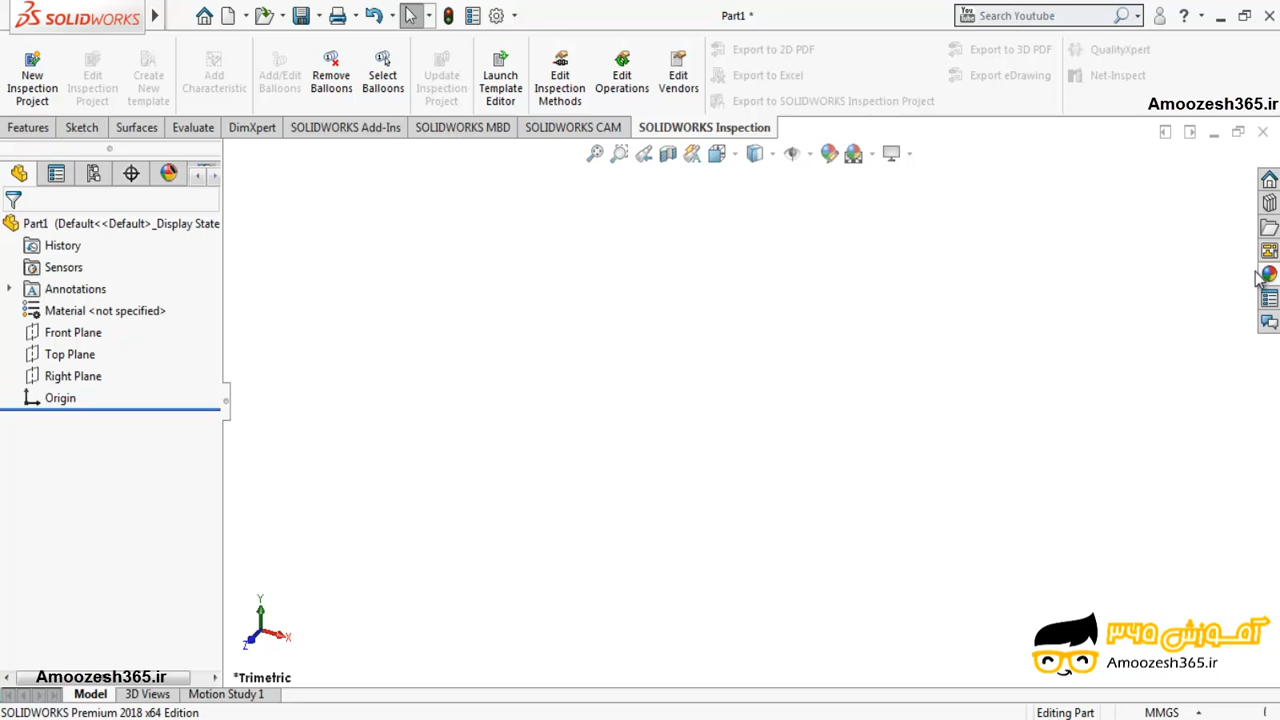 SOLIDWORKS
Part1 *
Search Youtube
New Inspection Project
Edit Inspection Project
Create New template
Add Characteristic
Add/Edit Balloons
Remove Balloons
Select Balloons
Update Inspection Project
Launch Template Editor
Edit Inspection Methods
Edit Operations
Edit Vendors
Export to 2D PDF
Export to Excel
Export to SOLIDWORKS Inspection Project
Export to 3D PDF
Export eDrawing
QualityXpert
Net-Inspect
Amoozesh365.ir
Features
Sketch
Surfaces
Evaluate
DimXpert
SOLIDWORKS Add-Ins
SOLIDWORKS MBD
SOLIDWORKS CAM
SOLIDWORKS Inspection
Part1 (Default<<Default>_Display State
History
Sensors
Annotations
Material <not specified>
Front Plane
Top Plane
Right Plane
Origin
Y
X
Z
*Trimetric
آموزش ۳۶۵
Amoozesh365.ir
Amoozesh365.ir
Model
3D Views
Motion Study 1
SOLIDWORKS Premium 2018 x64 Edition
Editing Part
MMGS